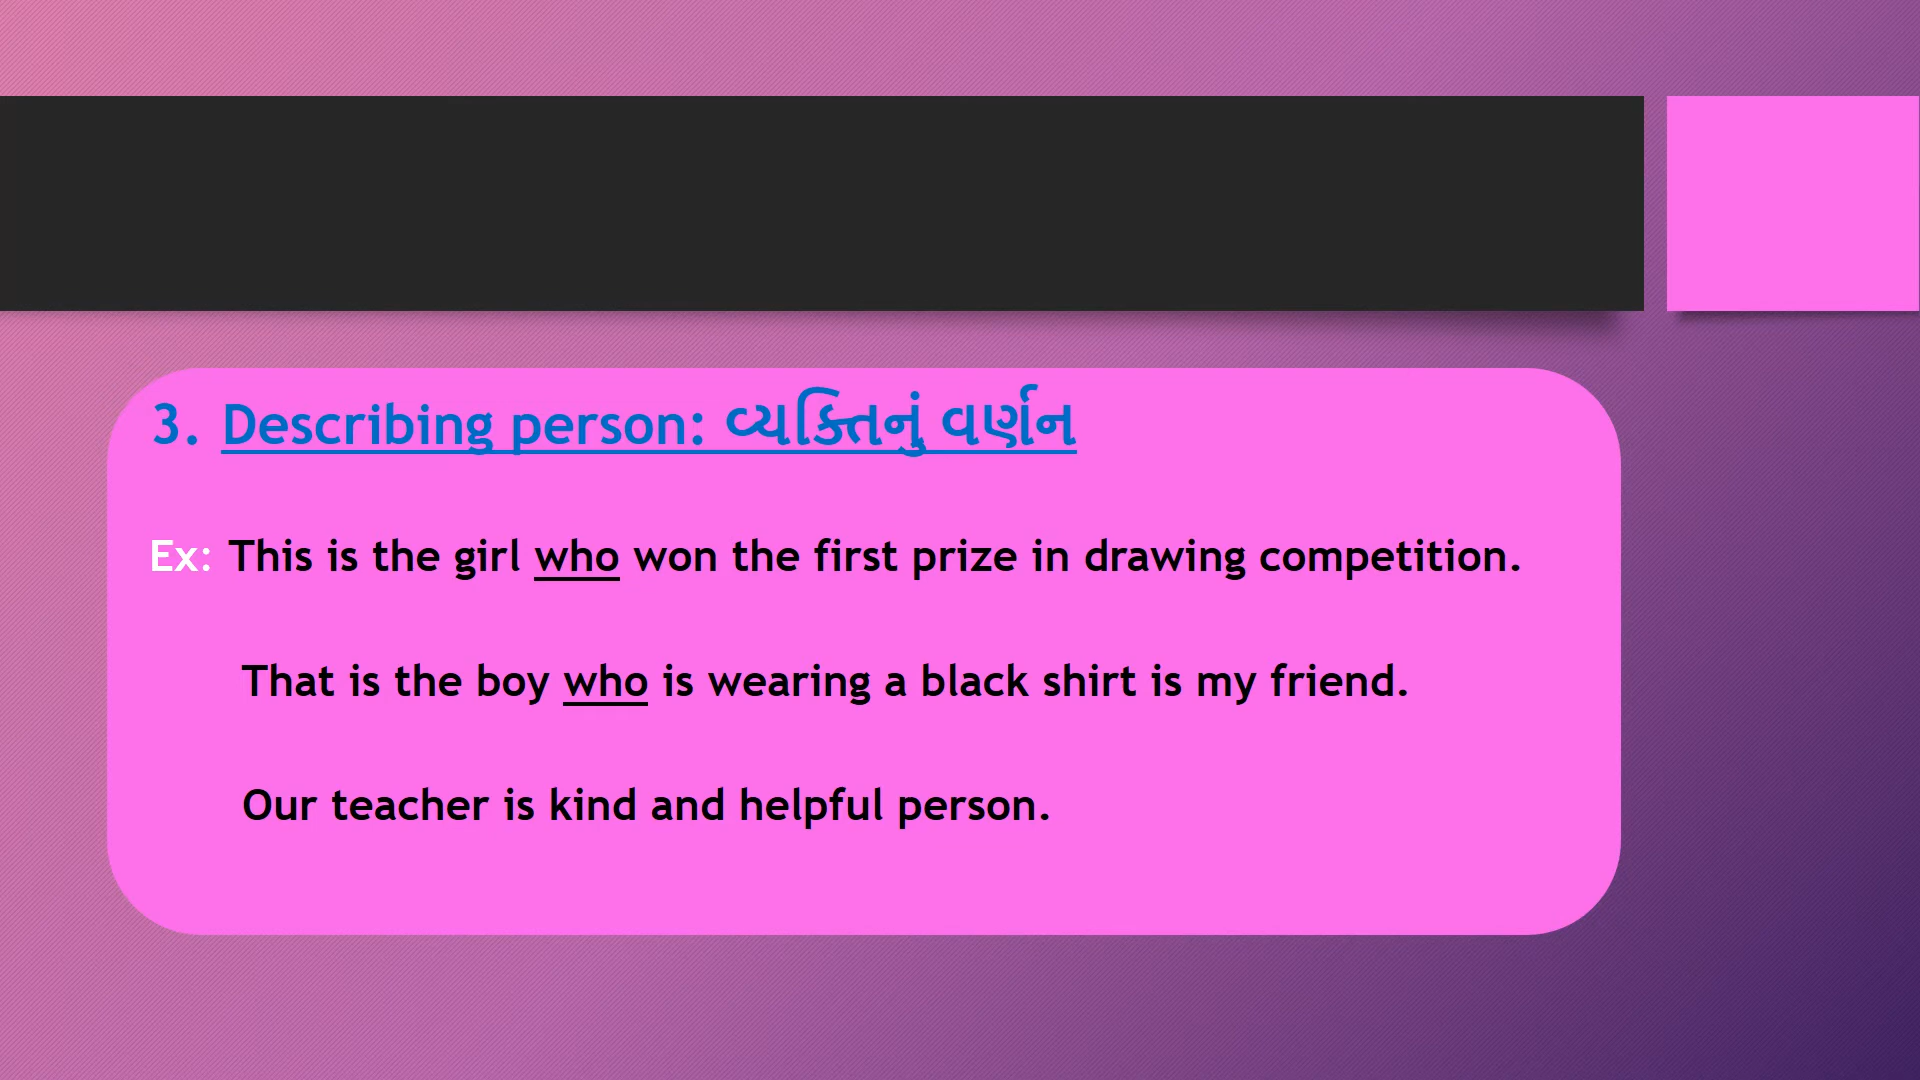 3. Describing person: વ્યક્તિનું વર્ણન
Ex: This is the girl who won the first prize in drawing competition.
That is the boy who is wearing a black shirt is my friend.
Our teacher is kind and helpful person.